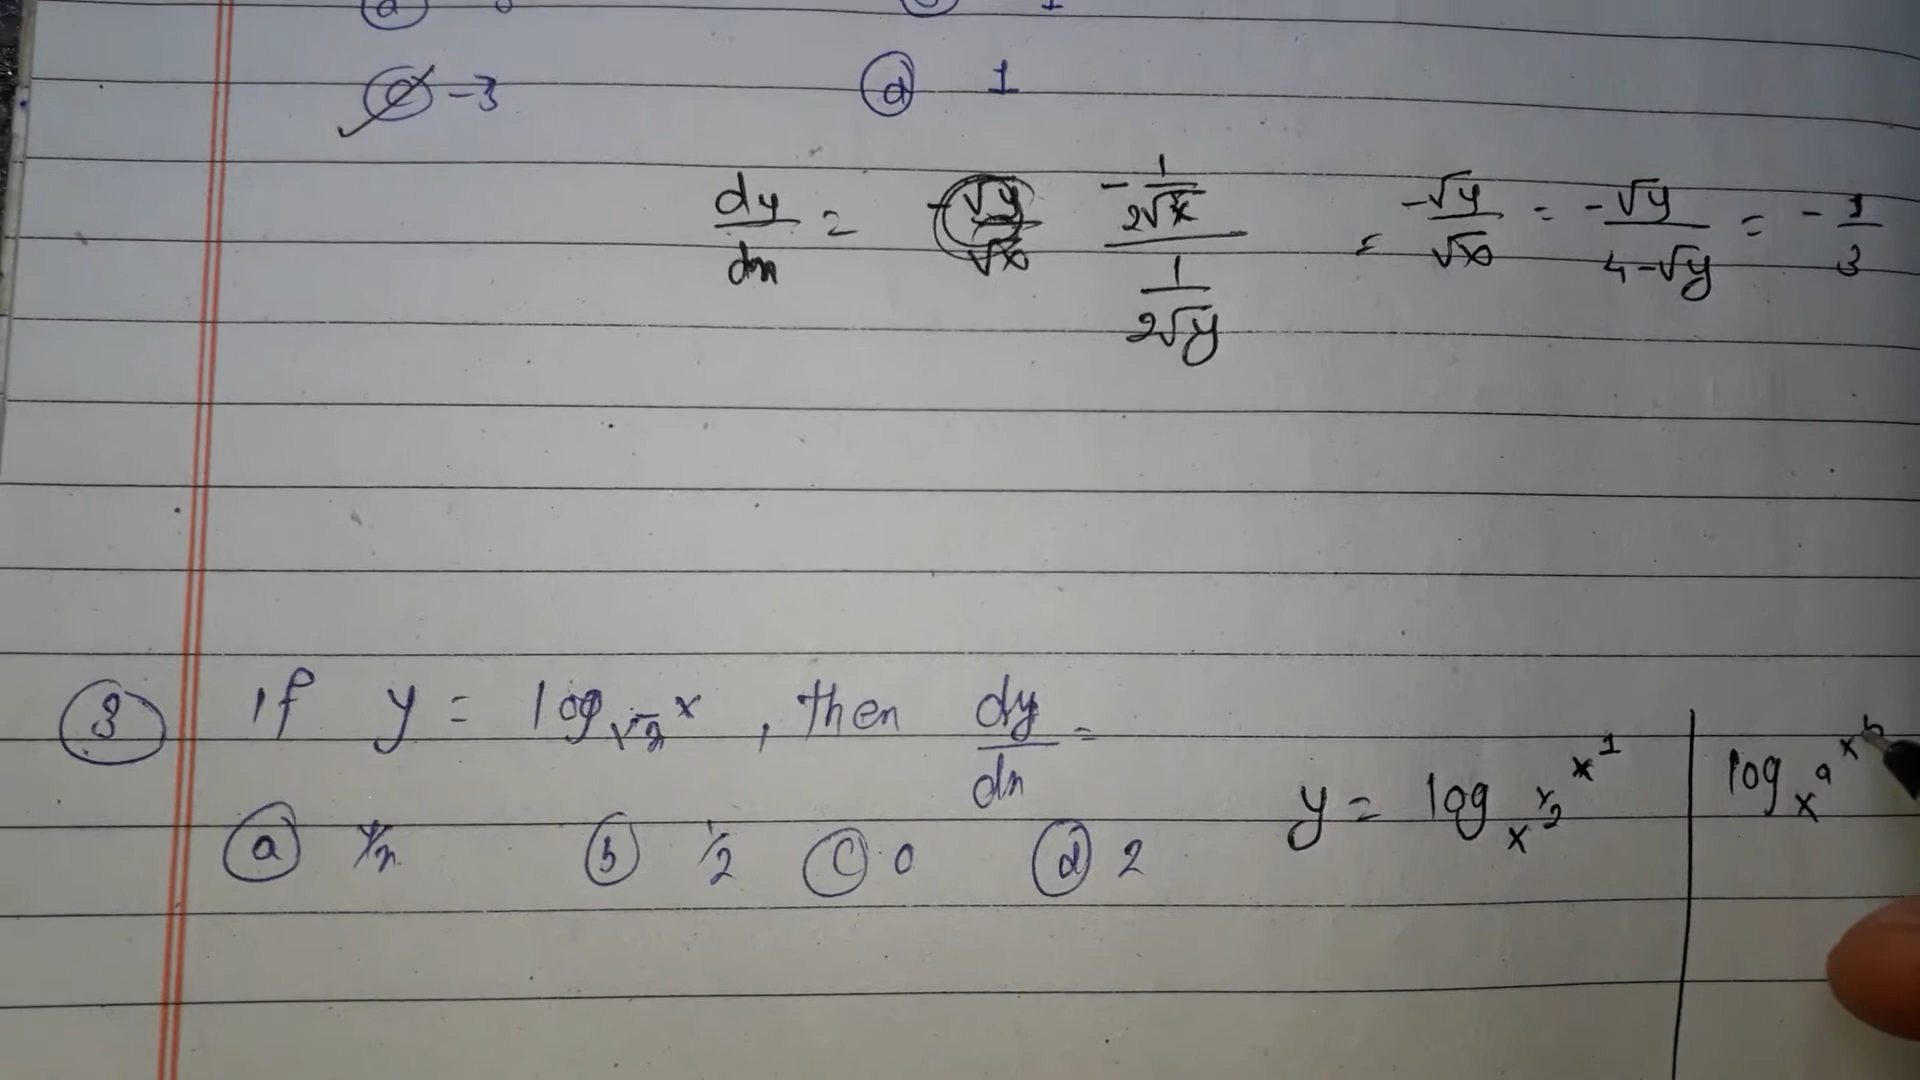 ⓒ -3 ⓓ 1
dy/dx = -√y/√x -1/2√x / 1/2√y = -√y/√x = -√y/4-√y = -1/3
③ If y = log√x x , then dy/dx =
ⓐ 1/x ⓑ 1/2 ⓒ 0 ⓓ 2
y = log x^1/2 x^1
log x^a x^b